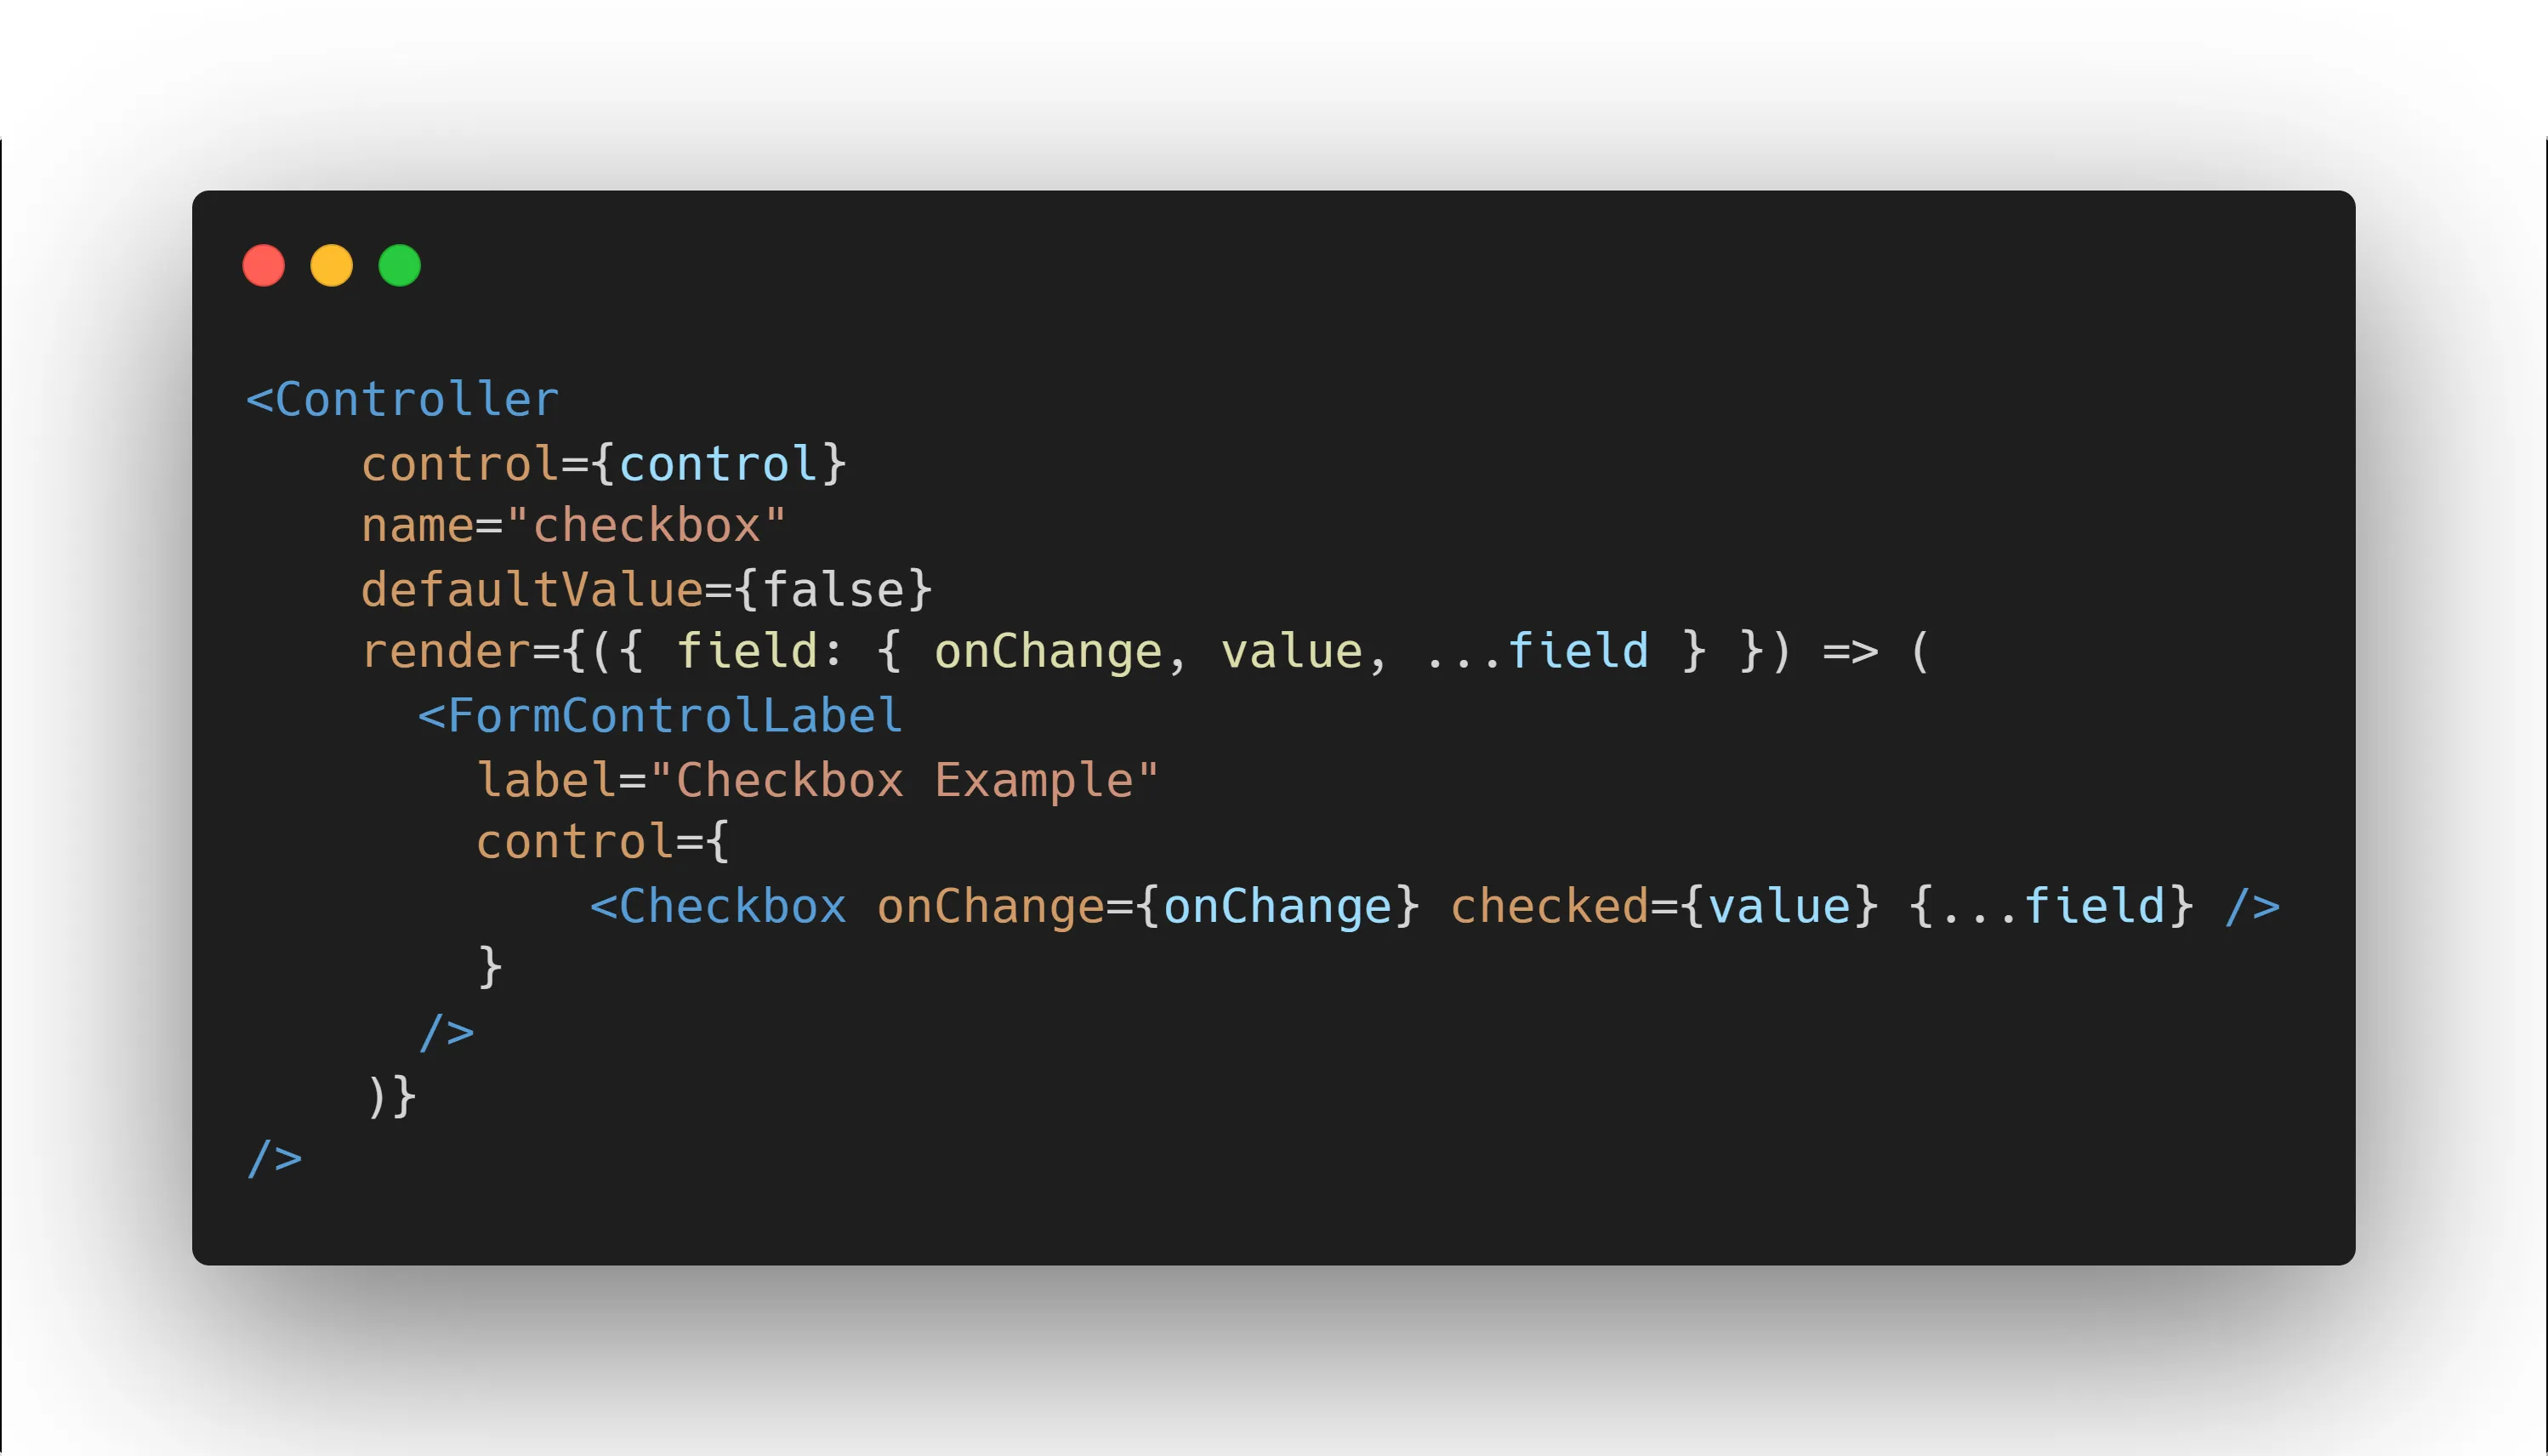 <Controller
    control={control}
    name="checkbox"
    defaultValue={false}
    render={({ field: { onChange, value, ...field } }) => (
      <FormControlLabel
        label="Checkbox Example"
        control={
            <Checkbox onChange={onChange} checked={value} {...field} />
        }
      />
    )}
/>